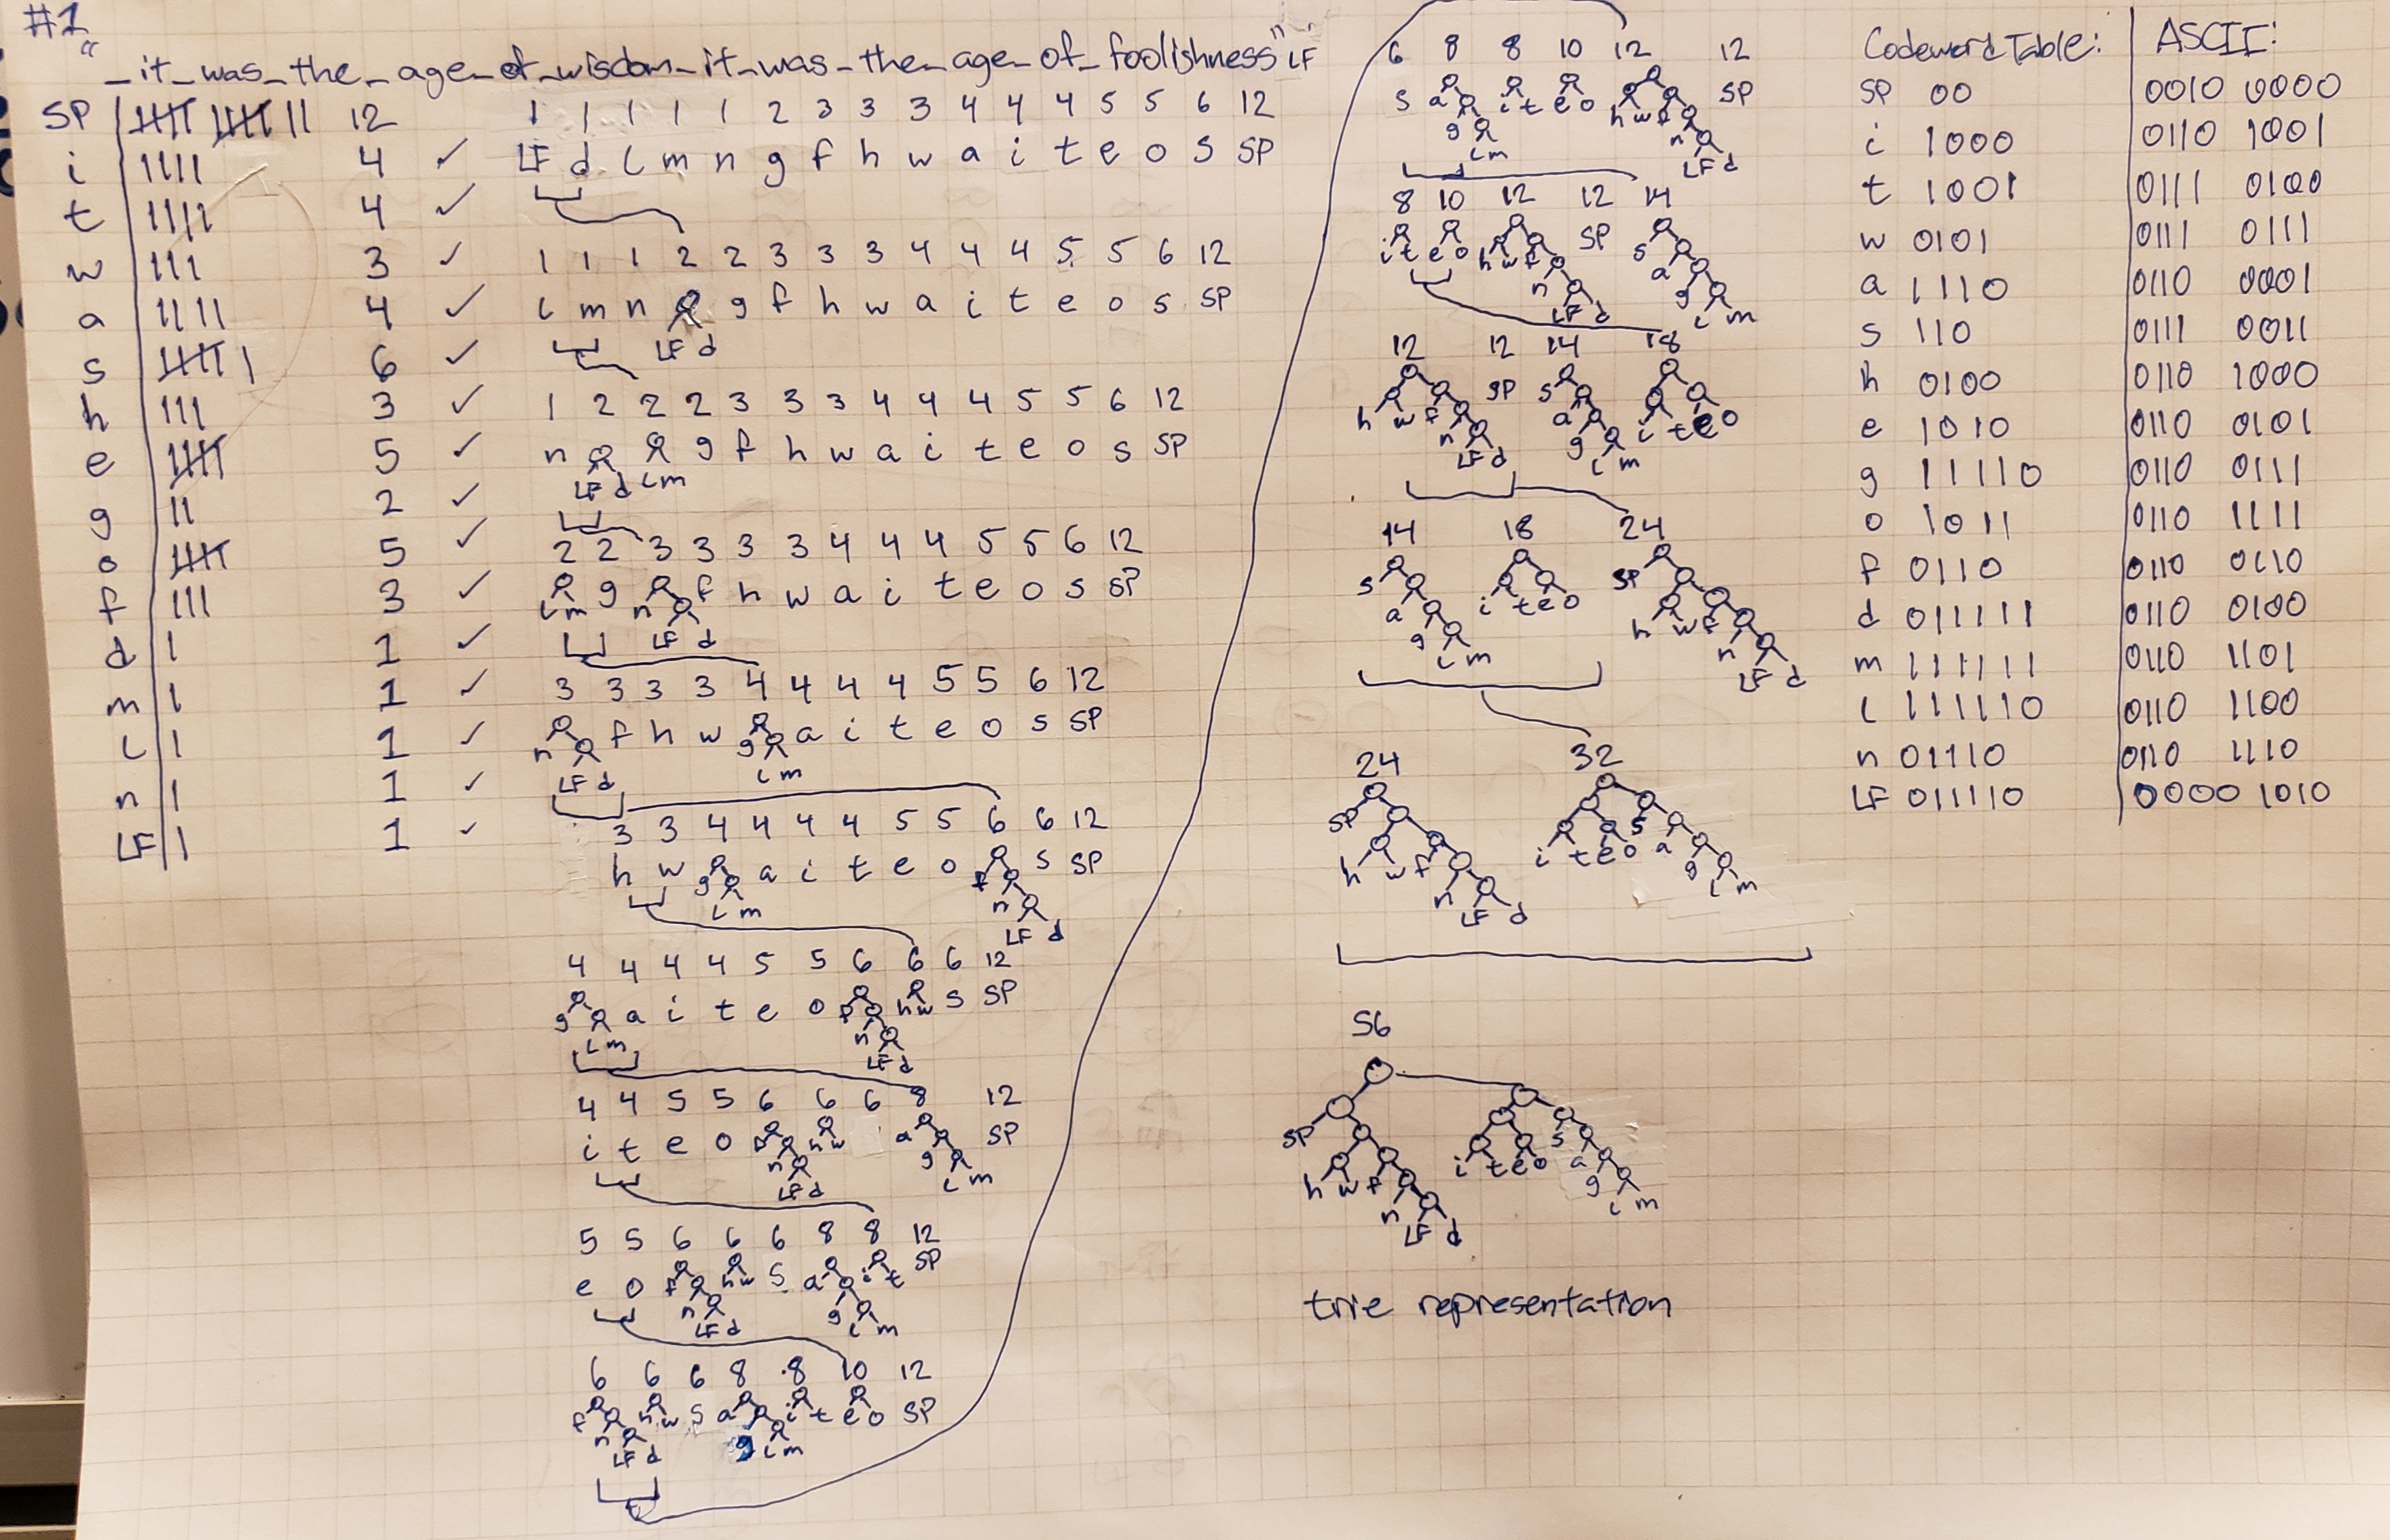 #1
"_it_was_the_age_of_wisdom_it_was_the_age_of_foolishness" LF
SP 12
i 4 ✓
t 4 ✓
w 3 ✓
a 4 ✓
s 6 ✓
h 3 ✓
e 5 ✓
g 2 ✓
o 5 ✓
f 3 ✓
d 1 ✓
m 1 ✓
l 1 ✓
n 1 ✓
LF 1 ✓
1 1 1 1 1 2 3 3 3 4 4 4 5 5 6 12
LF d l m n g f h w a i t e o s SP
1 1 1 2 2 3 3 3 4 4 4 5 5 6 12
l m n g f h w a i t e o s SP
LF d
1 2 2 2 3 3 3 4 4 4 5 5 6 12
n g f h w a i t e o s SP
LF d l m
2 2 3 3 3 3 4 4 4 5 5 6 12
l m g n f h w a i t e o s SP
LF d
3 3 3 3 4 4 4 4 5 5 6 12
n f h w g a i t e o s SP
LF d l m
3 3 4 4 4 4 5 5 6 6 12
h w g a i t e o f s SP
l m n
LF d
4 4 4 4 5 5 6 6 6 12
g a i t e o f h w s SP
l m n
LF d
4 4 5 5 6 6 6 8 12
i t e o f h w a SP
n g
LF d l m
5 5 6 6 6 8 8 12
e o f h w s a i t SP
n g
LF d l m
6 6 6 8 8 10 12
f h w s a i t e o SP
n g l m
LF d
6 8 8 10 12 12
s a i t e o h w f SP
g n
l m LF d
8 10 12 12 14
i t e o h w f SP s
a
n g
LF d l m
12 12 14 18
SP s
h w f a i t e o
n g
LF d l m
14 18 24
s SP
a i t e o h w f
g n
l m LF d
24 32
SP s
h w f i t e o a
n g
LF d l m
56
SP s
h w f i t e o a
n g
LF d l m
trie representation
Codeword Table: ASCII:
SP 00 0010 0000
i 1000 0110 1001
t 1001 0111 0100
w 0101 0111 0111
a 1110 0110 0001
s 110 0111 0011
h 0100 0110 1000
e 1010 0110 0101
g 11110 0110 0111
o 1011 0110 1111
f 0110 0110 0110
d 011111 0110 0100
m 111111 0110 1101
l 111110 0110 1100
n 01110 0110 1110
LF 011110 0000 1010